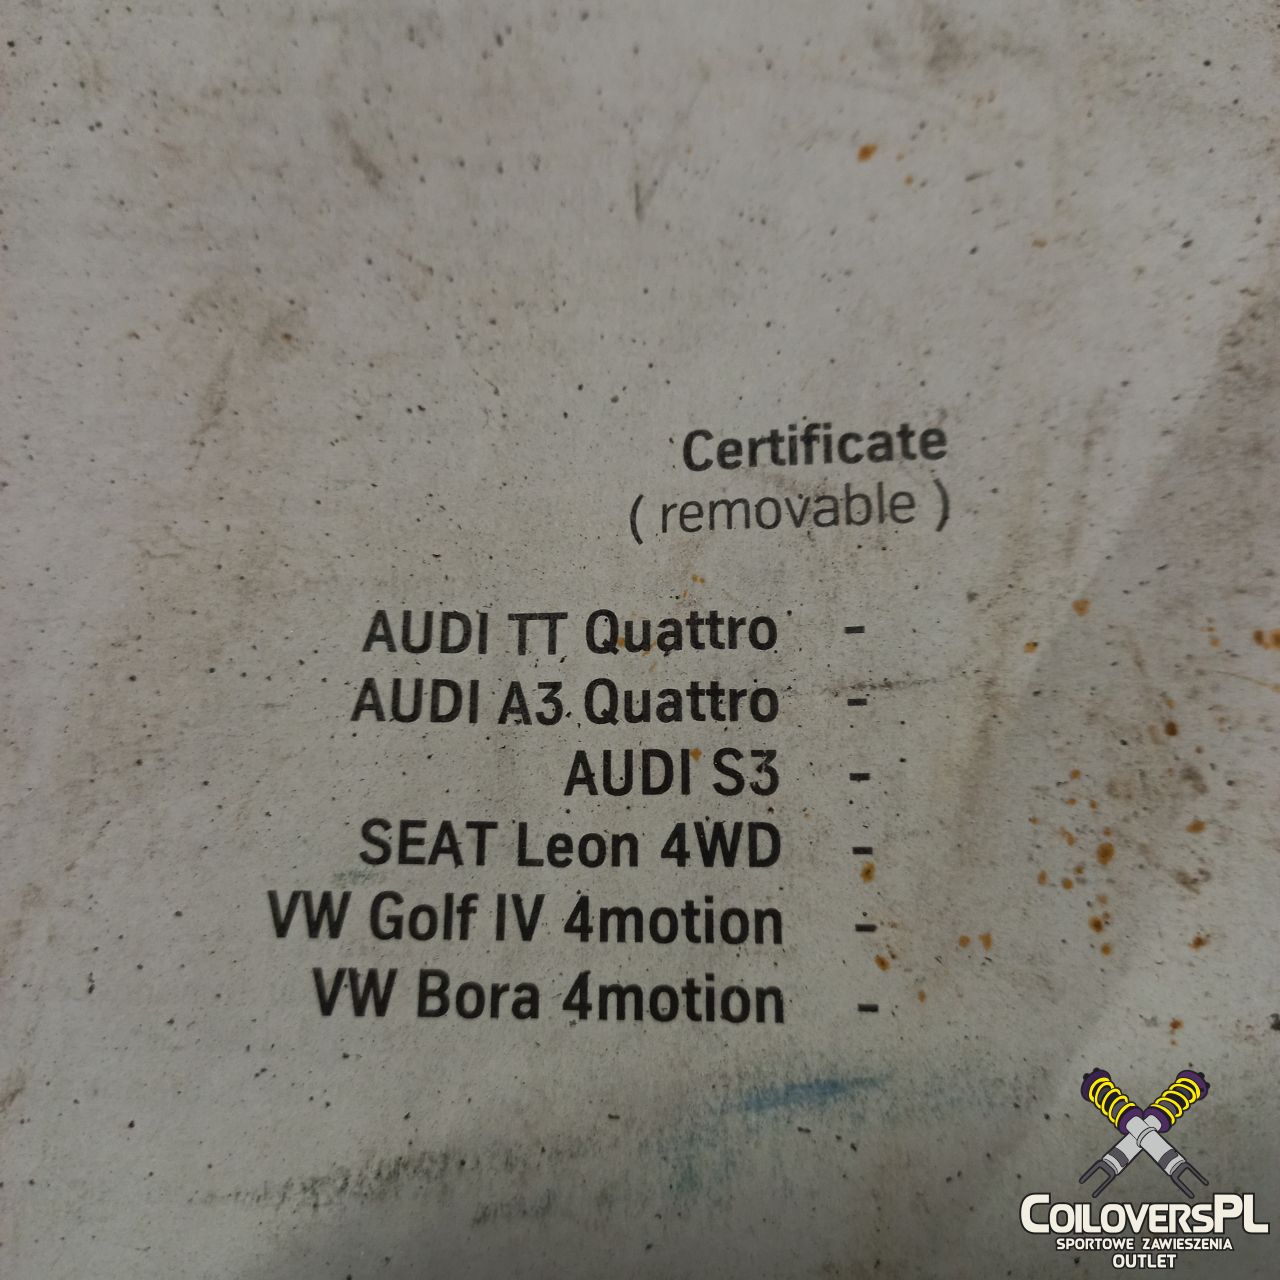 Certificate
( removable )
AUDI TT Quattro -
AUDI A3 Quattro -
AUDI S3 -
SEAT Leon 4WD -
VW Golf IV 4motion -
VW Bora 4motion -
COILOVERSPL
SPORTOWE ZAWIESZENIA
OUTLET